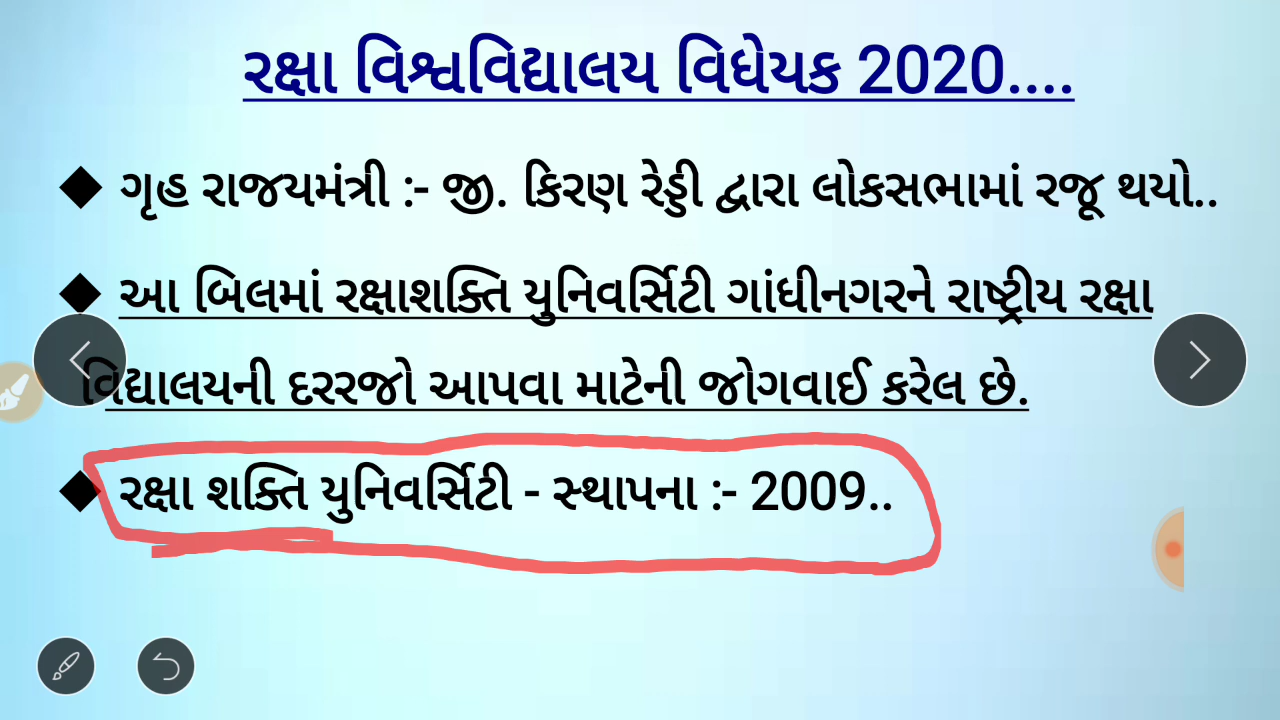 રક્ષા વિશ્વવિદ્યાલય વિધેયક 2020....
◆ ગૃહ રાજયમંત્રી :- જી. કિરણ રેડ્ડી દ્વારા લોકસભામાં રજૂ થયો..
◆ આ બિલમાં રક્ષાશક્તિ યુનિવર્સિટી ગાંધીનગરને રાષ્ટ્રીય રક્ષા
વિદ્યાલયની દરરજો આપવા માટેની જોગવાઈ કરેલ છે.
◆ રક્ષા શક્તિ યુનિવર્સિટી - સ્થાપના :- 2009..